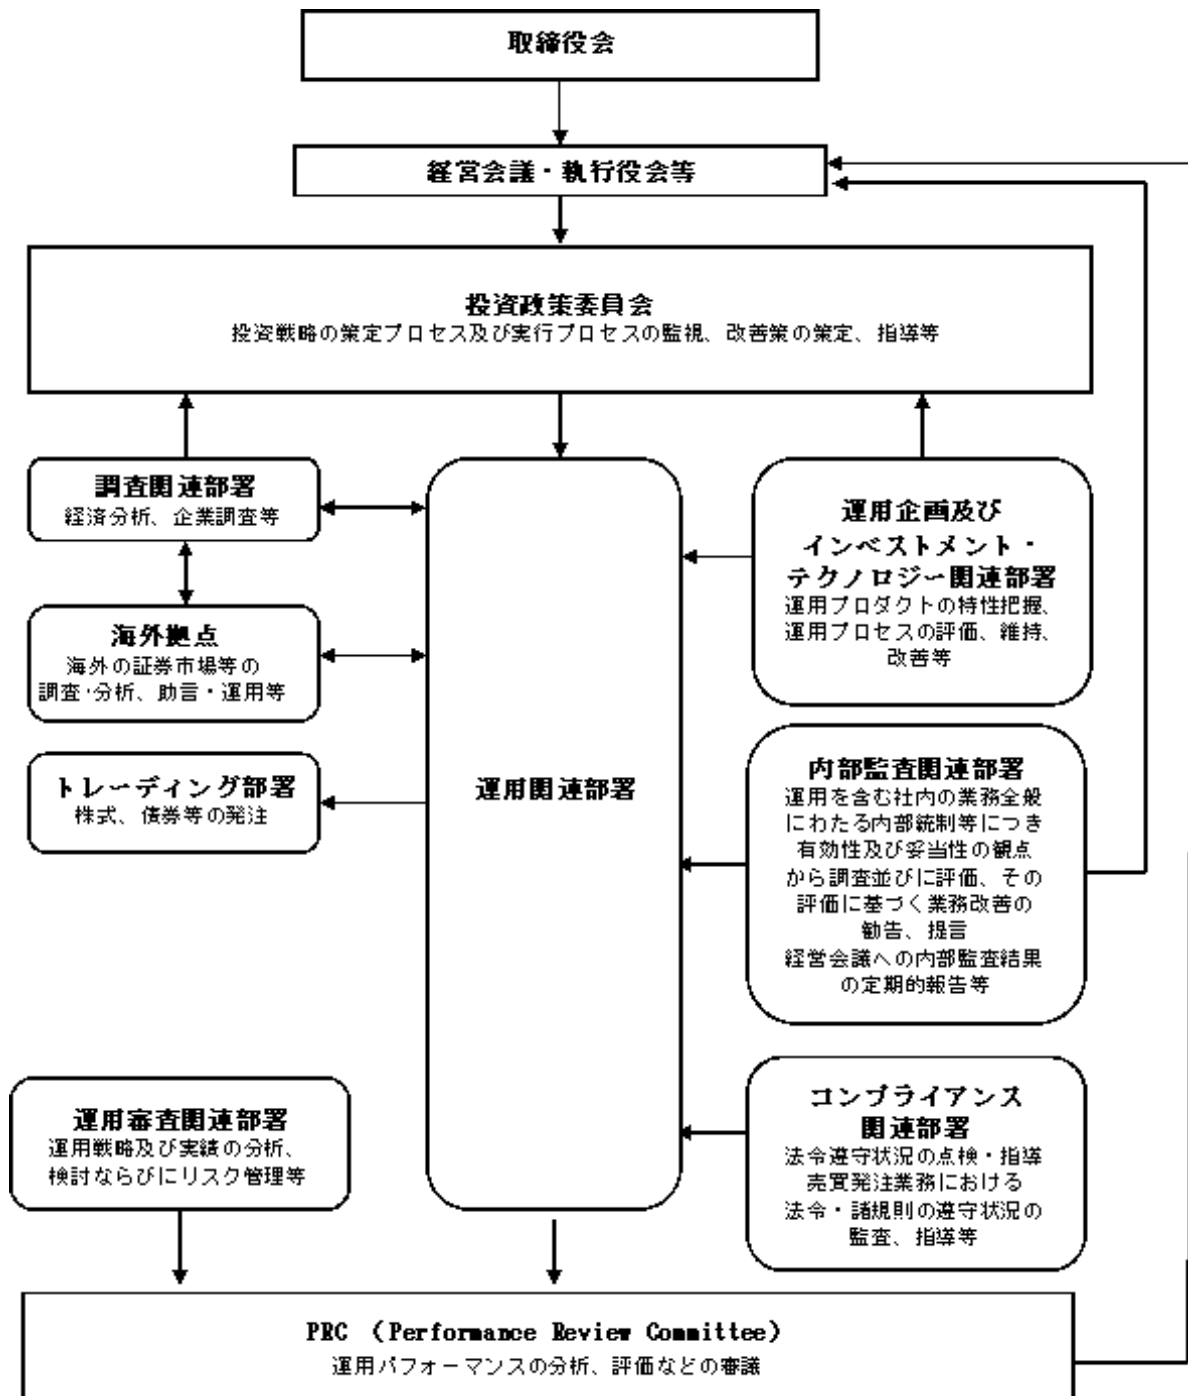 取締役会
経営会議・執行役会等
投資政策委員会
投資戦略の策定プロセス及び実行プロセスの監視、改善策の策定、指導等
調査関連部署
経済分析、企業調査等
海外拠点
海外の証券市場等の
調査・分析、助言・運用等
トレーディング部署
株式、債券等の発注
運用関連部署
運用企画及び
インベストメント・
テクノロジー関連部署
運用プロダクトの特性把握、
運用プロセスの評価、維持、
改善等
内部監査関連部署
運用を含む社内の業務全般
にわたる内部統制等につき
有効性及び妥当性の観点
から調査並びに評価、その
評価に基づく業務改善の
勧告、提言
経営会議への内部監査結果
の定期的報告等
運用審査関連部署
運用戦略及び実績の分析、
検討ならびにリスク管理等
コンプライアンス
関連部署
法令遵守状況の点検・指導
売買発注業務における
法令・諸規則の遵守状況の
監査、指導等
PRC （Performance Review Committee）
運用パフォーマンスの分析、評価などの審議